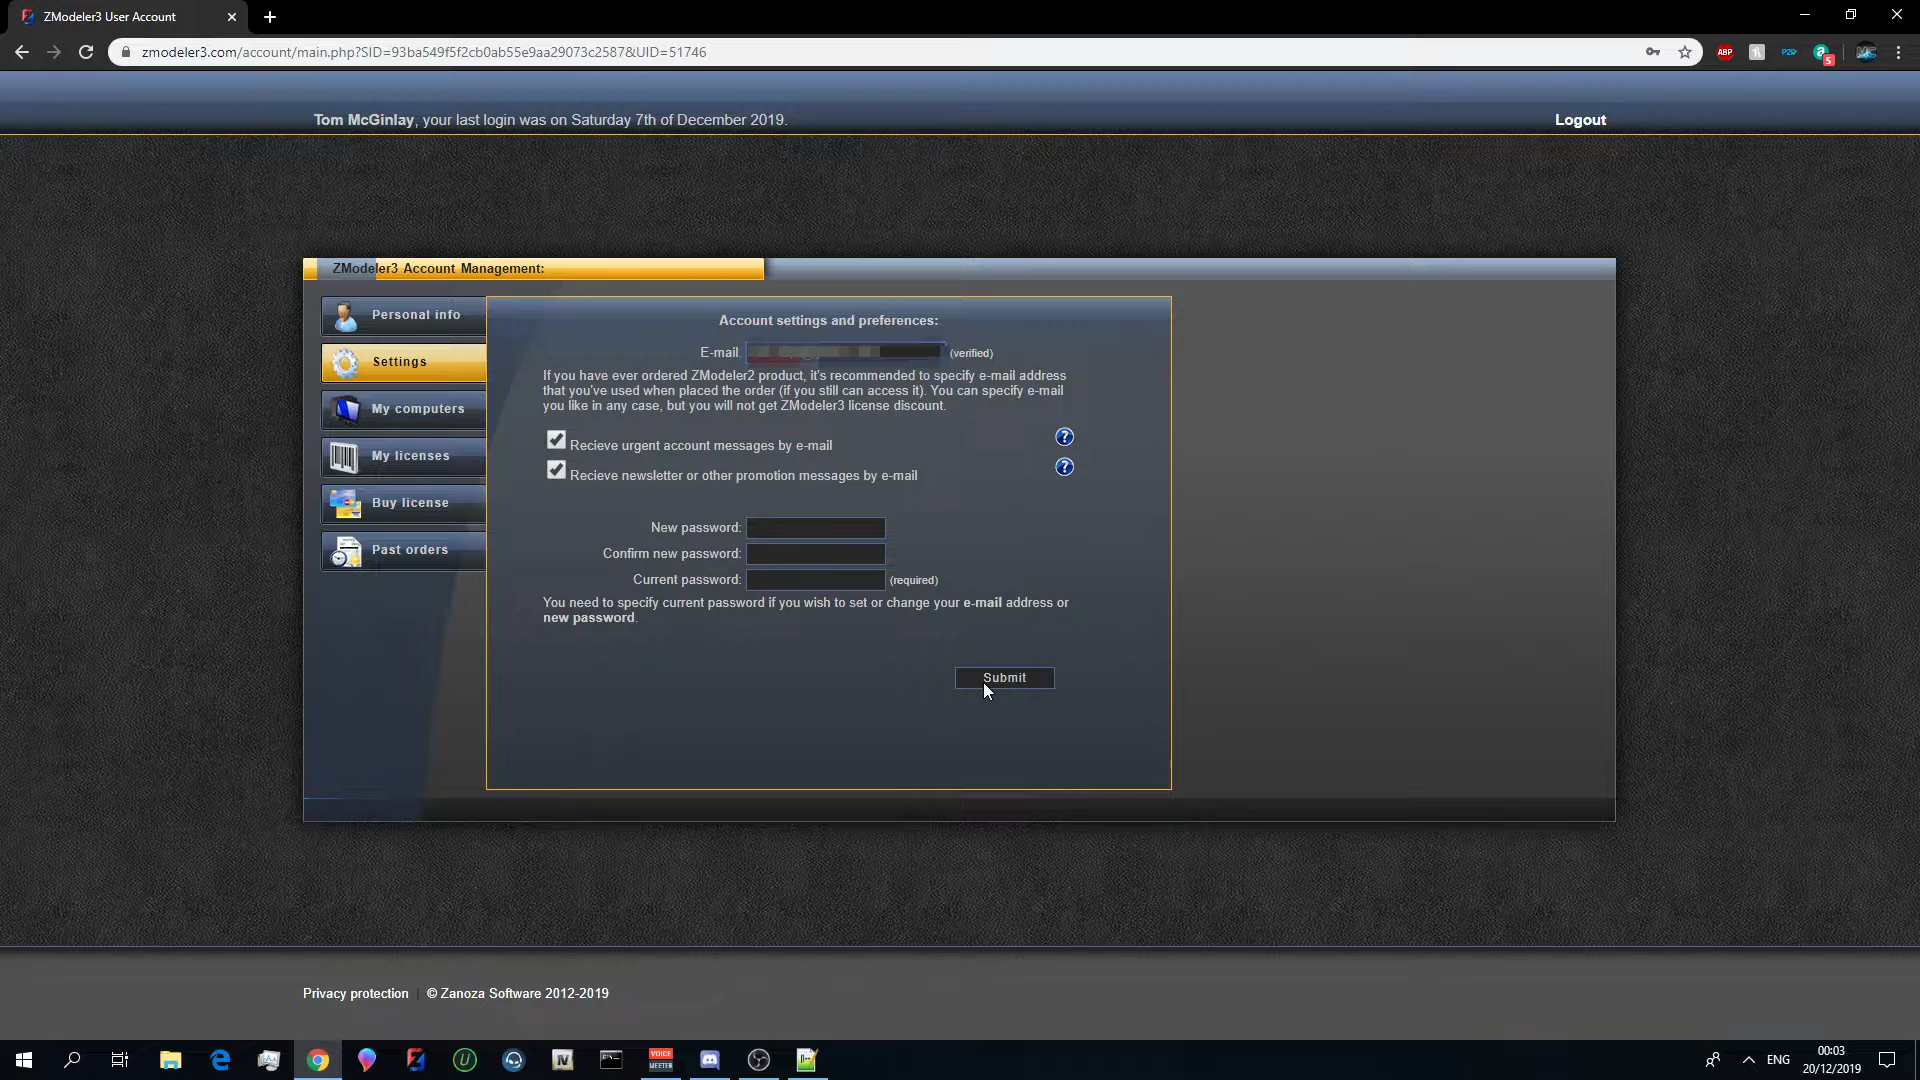 ZModeler3 User Account
zmodeler3.com/account/main.php?SID=93ba549f5f2cb0ab55e9aa29073c2587&UID=51746
ABP
5
Tom McGinlay, your last login was on Saturday 7th of December 2019.
Logout
ZModeler3 Account Management:
Personal info
Settings
My computers
My licenses
Buy license
Past orders
Account settings and preferences:
E-mail
(verified)
If you have ever ordered ZModeler2 product, it's recommended to specify e-mail address
that you've used when placed the order (if you still can access it). You can specify e-mail
you like in any case, but you will not get ZModeler3 license discount.
Recieve urgent account messages by e-mail
Recieve newsletter or other promotion messages by e-mail
New password:
Confirm new password:
Current password:
(required)
You need to specify current password if you wish to set or change your e-mail address or
new password.
Submit
Privacy protection
© Zanoza Software 2012-2019
VOICE
MEETER
ENG
00:03
20/12/2019